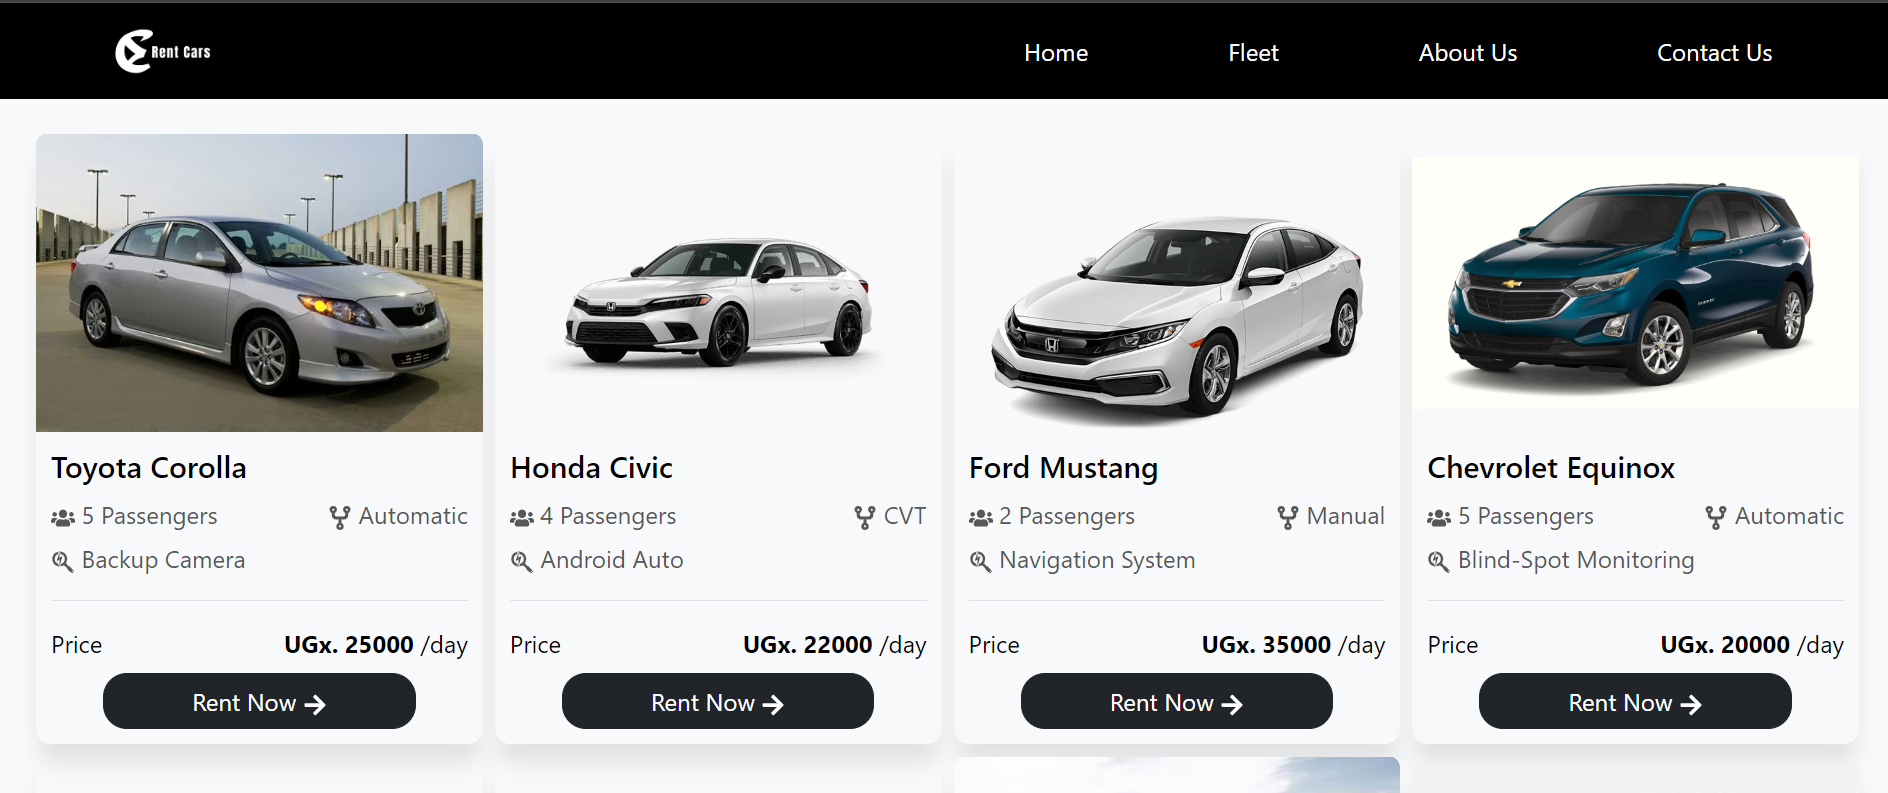 Rent Cars
Home
Fleet
About Us
Contact Us
Toyota Corolla
5 Passengers
Automatic
Backup Camera
Price
UGx. 25000 /day
Rent Now
Honda Civic
4 Passengers
CVT
Android Auto
Price
UGx. 22000 /day
Rent Now
Ford Mustang
2 Passengers
Manual
Navigation System
Price
UGx. 35000 /day
Rent Now
Chevrolet Equinox
5 Passengers
Automatic
Blind-Spot Monitoring
Price
UGx. 20000 /day
Rent Now